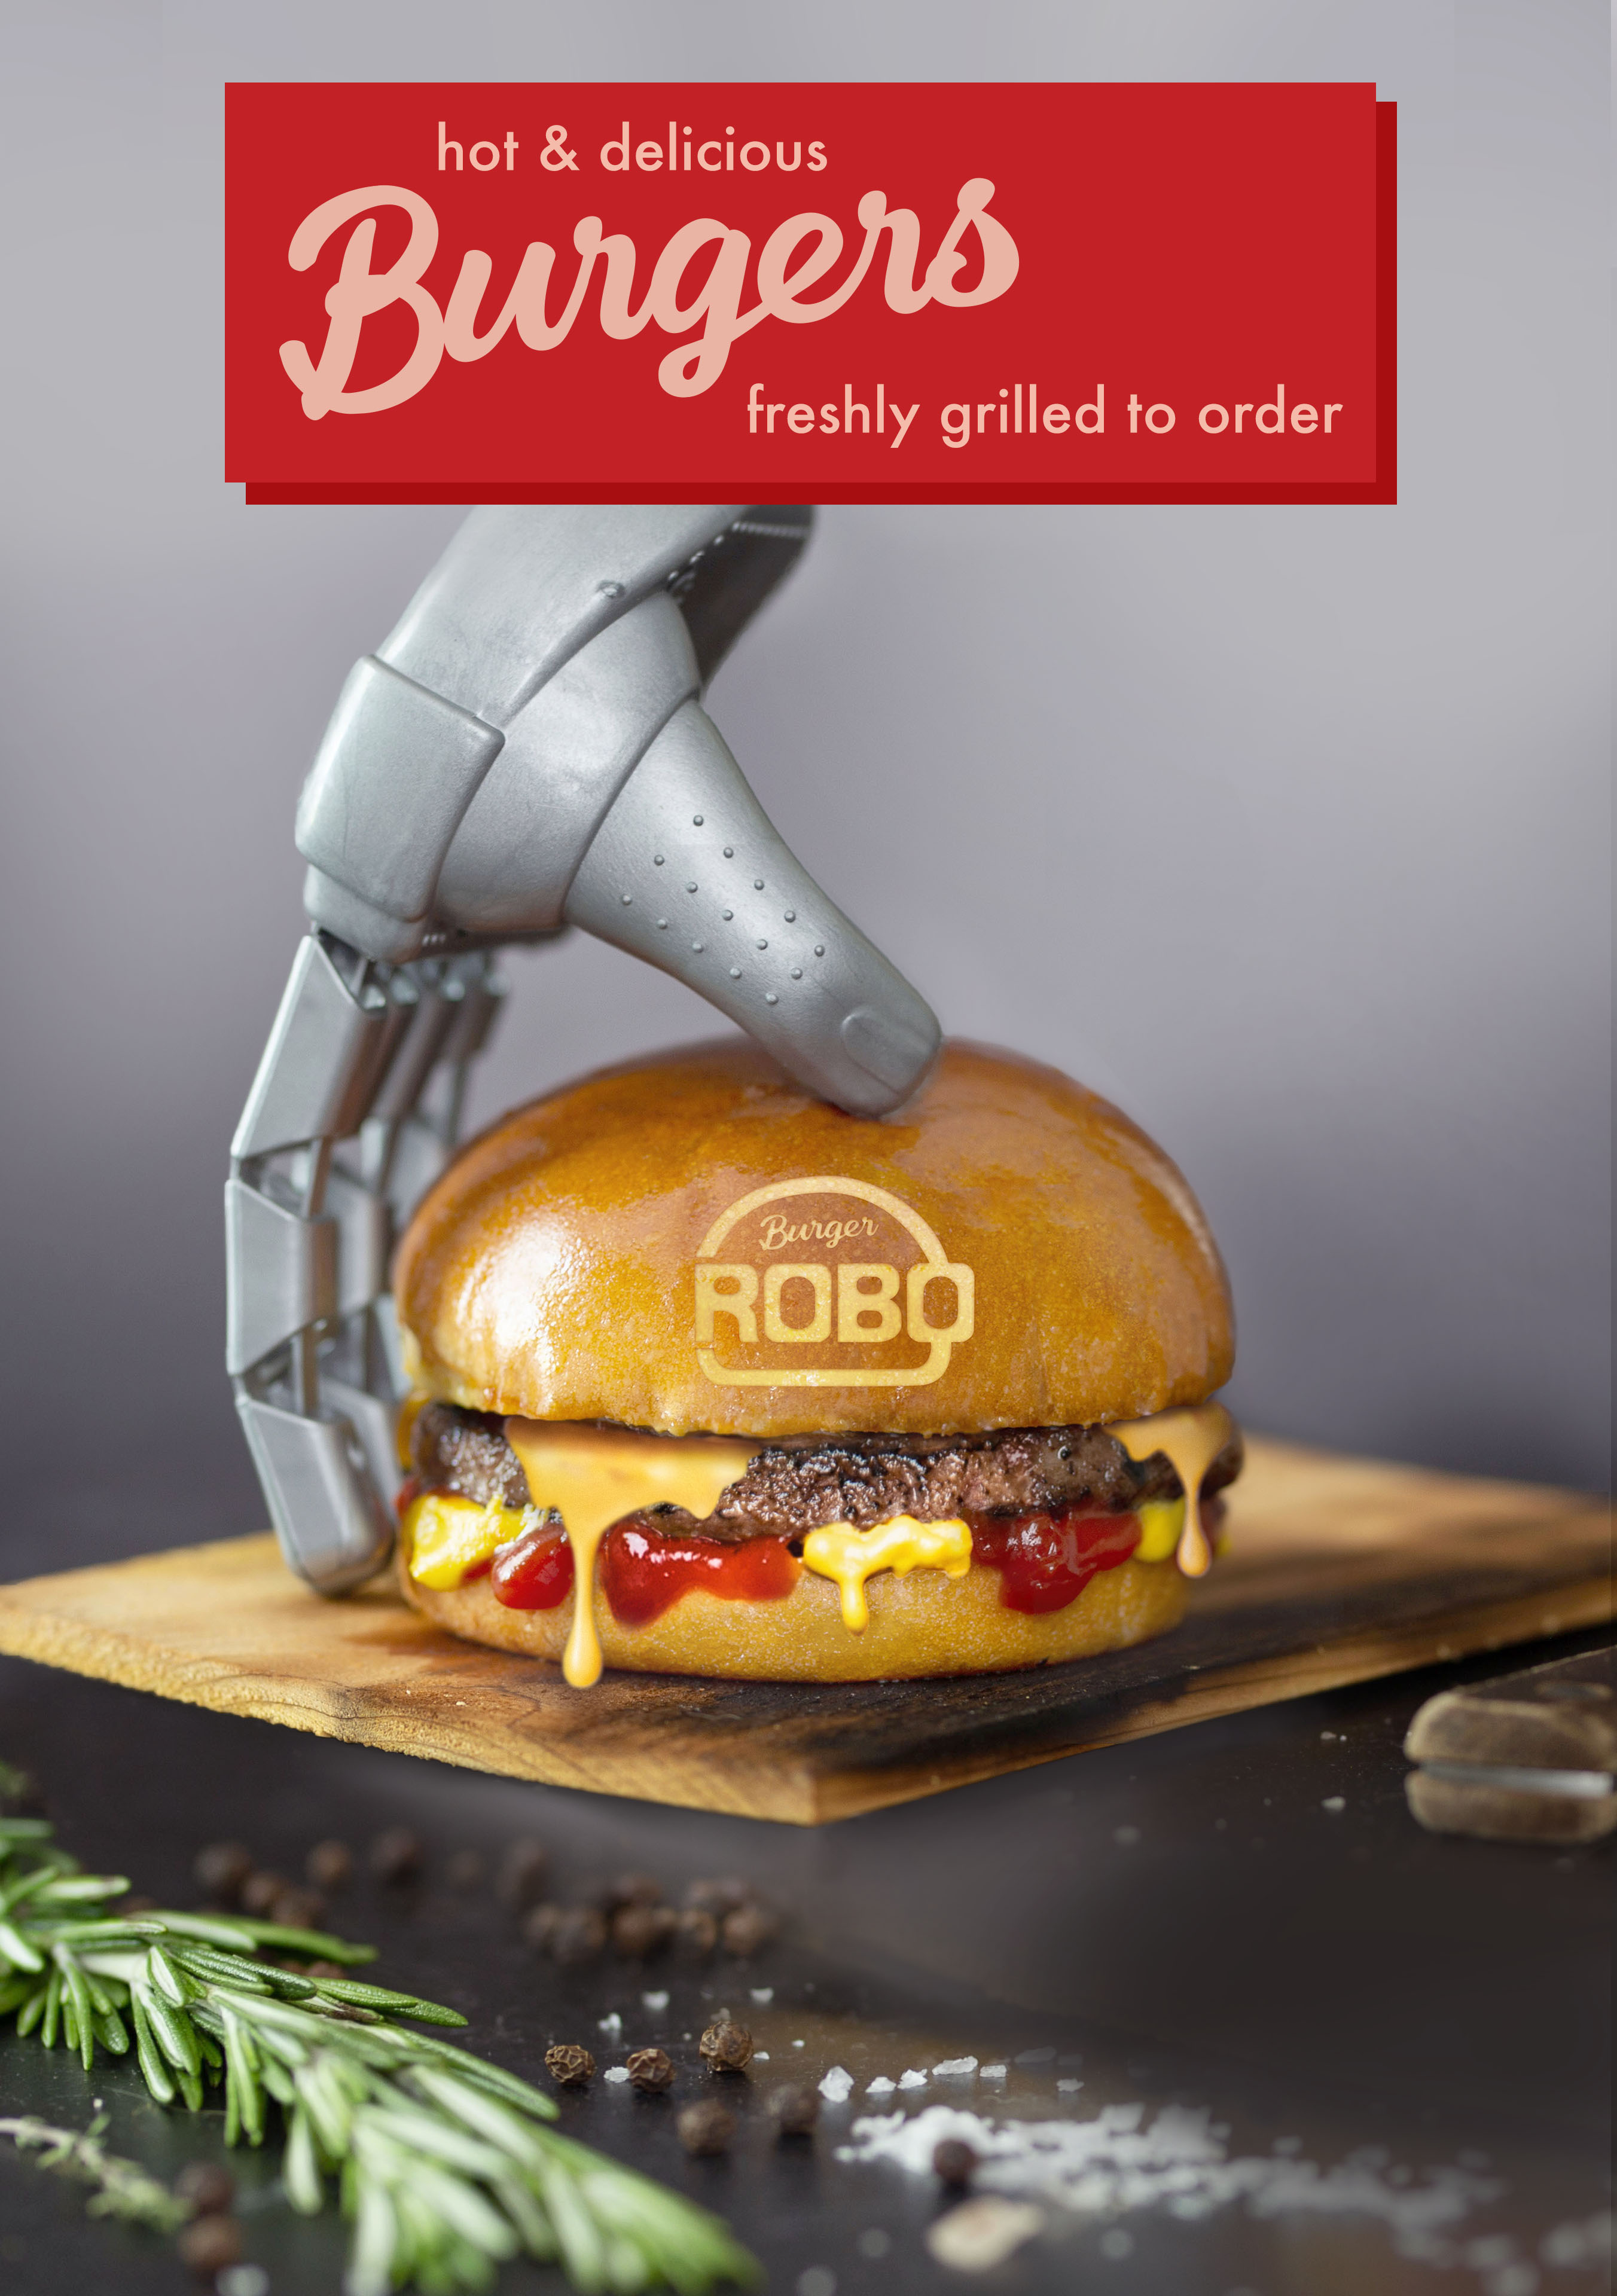 hot & delicious
Burgers
freshly grilled to order
Burger
ROBO